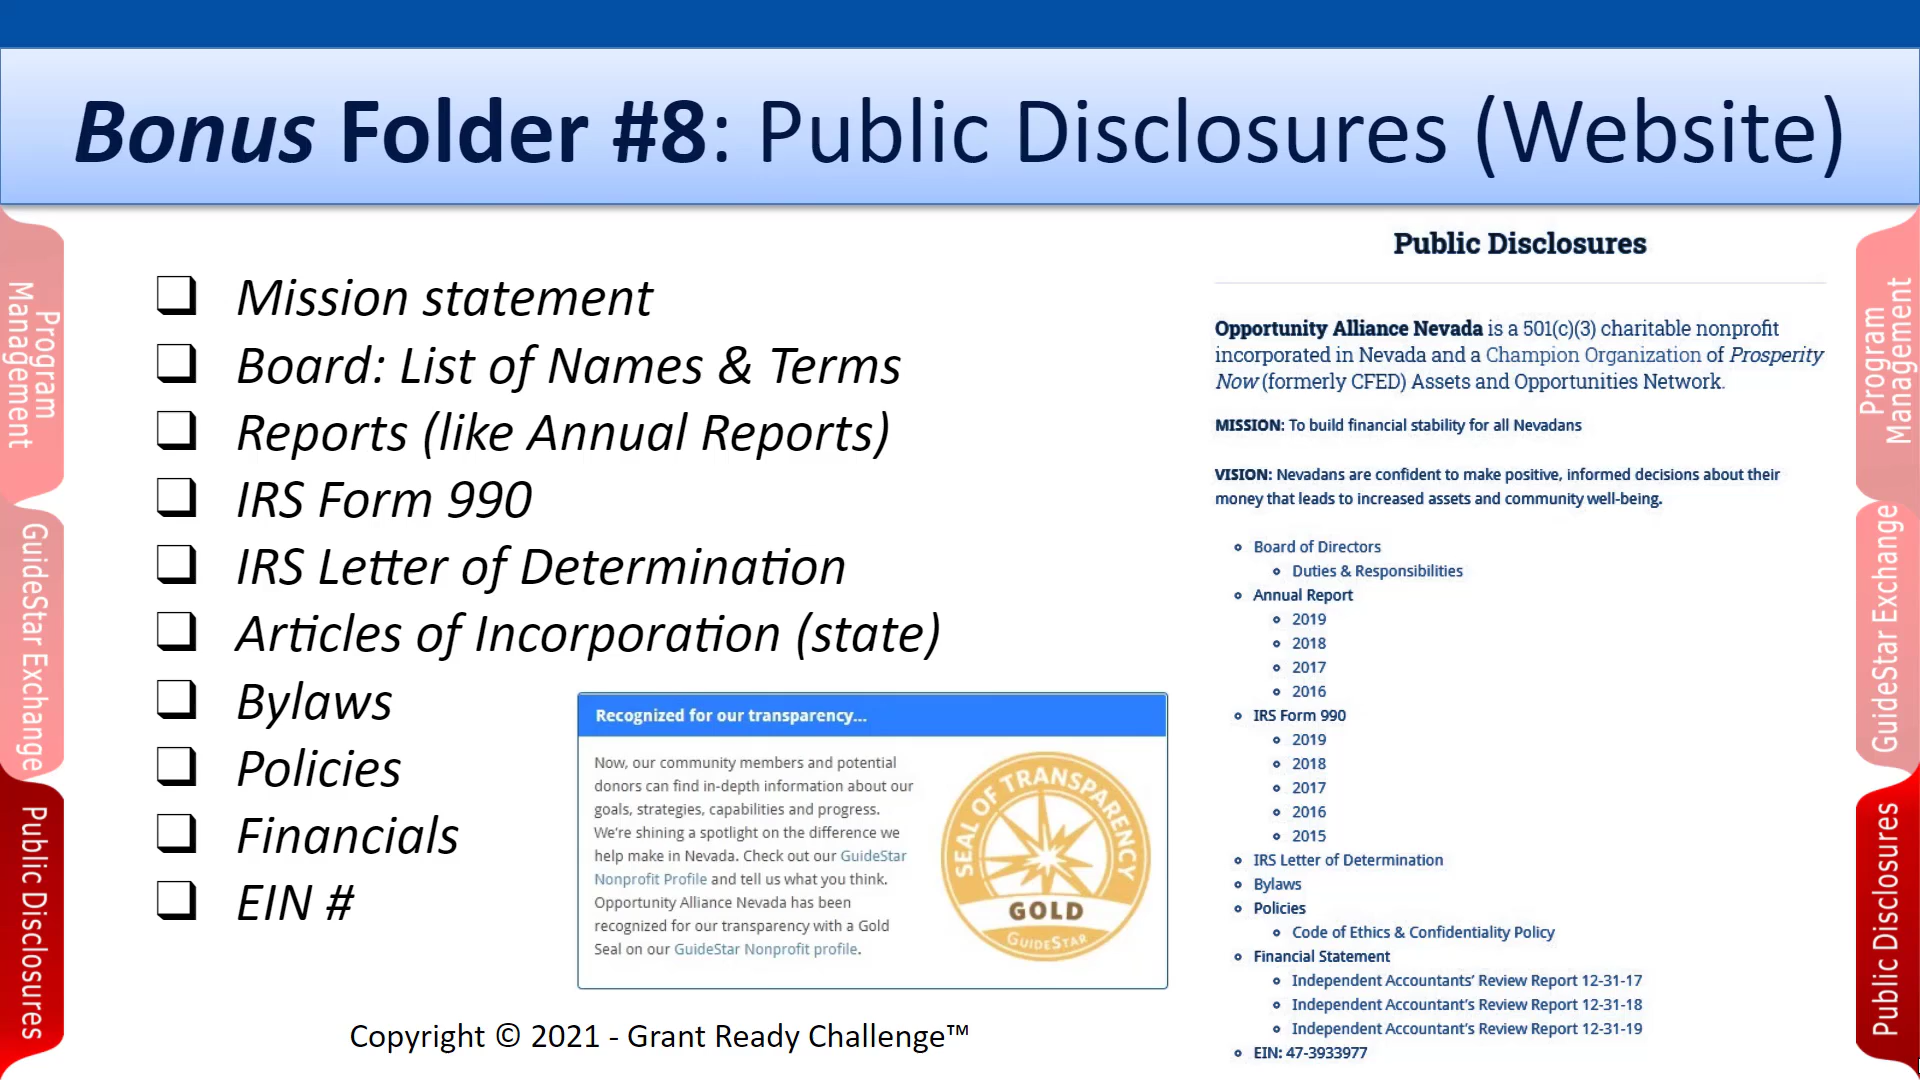 Bonus Folder #8: Public Disclosures (Website)
Program
Management
GuideStar Exchange
Public Disclosures
Mission statement
Board: List of Names & Terms
Reports (like Annual Reports)
IRS Form 990
IRS Letter of Determination
Articles of Incorporation (state)
Bylaws
Policies
Financials
EIN #
Recognized for our transparency...
Now, our community members and potential
donors can find in-depth information about our
goals, strategies, capabilities and progress.
We're shining a spotlight on the difference we
help make in Nevada. Check out our GuideStar
Nonprofit Profile and tell us what you think.
Opportunity Alliance Nevada has been
recognized for our transparency with a Gold
Seal on our GuideStar Nonprofit profile.
SEAL OF TRANSPARENCY
GOLD
GUIDESTAR
Copyright © 2021 - Grant Ready Challenge™
Public Disclosures
Opportunity Alliance Nevada is a 501(c)(3) charitable nonprofit
incorporated in Nevada and a Champion Organization of Prosperity
Now (formerly CFED) Assets and Opportunities Network.
MISSION: To build financial stability for all Nevadans
VISION: Nevadans are confident to make positive, informed decisions about their
money that leads to increased assets and community well-being.
Board of Directors
Duties & Responsibilities
Annual Report
2019
2018
2017
2016
IRS Form 990
2019
2018
2017
2016
2015
IRS Letter of Determination
Bylaws
Policies
Code of Ethics & Confidentiality Policy
Financial Statement
Independent Accountants' Review Report 12-31-17
Independent Accountant's Review Report 12-31-18
Independent Accountant's Review Report 12-31-19
EIN: 47-3933977
Program
Management
GuideStar Exchange
Public Disclosures